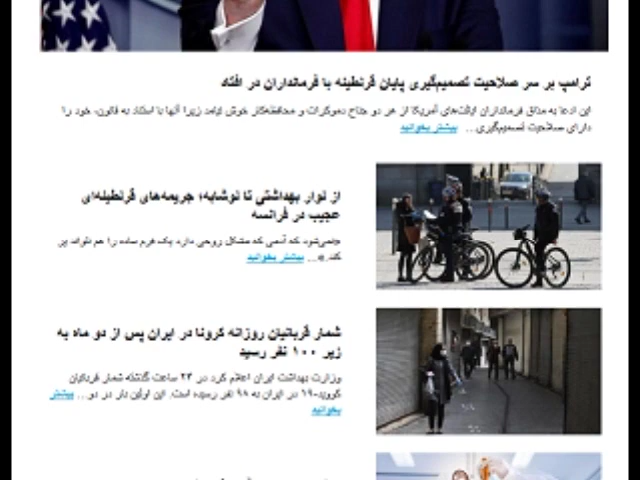 ترامپ بر سر صلاحیت تصمیم‌گیری پایان قرنطینه با فرمانداران در افتاد
این ادعا به مذاق فرمانداران ایالت‌های آمریکا از هر دو جناح دموکرات و محافظه‌کار خوش نیامد زیرا آنها با استناد به قانون، خود را
دارای صلاحیت تصمیم‌گیری... بیشتر بخوانید
از نوار بهداشتی تا نوشابه؛ جریمه‌های قرنطینه‌ای
عجیب در فرانسه
«نمی‌شود که آدمی که مشکل روحی دارد یک فرم ساده را هم نتواند پر
کند.»... بیشتر بخوانید
شمار قربانیان روزانه کرونا در ایران پس از دو ماه به
زیر ۱۰۰ نفر رسید
وزارت بهداشت ایران اعلام کرد در ۲۴ ساعت گذشته شمار قربانیان
کووید-۱۹ در ایران به ۹۸ نفر رسیده است. این اولین بار در دو... بیشتر
بخوانید